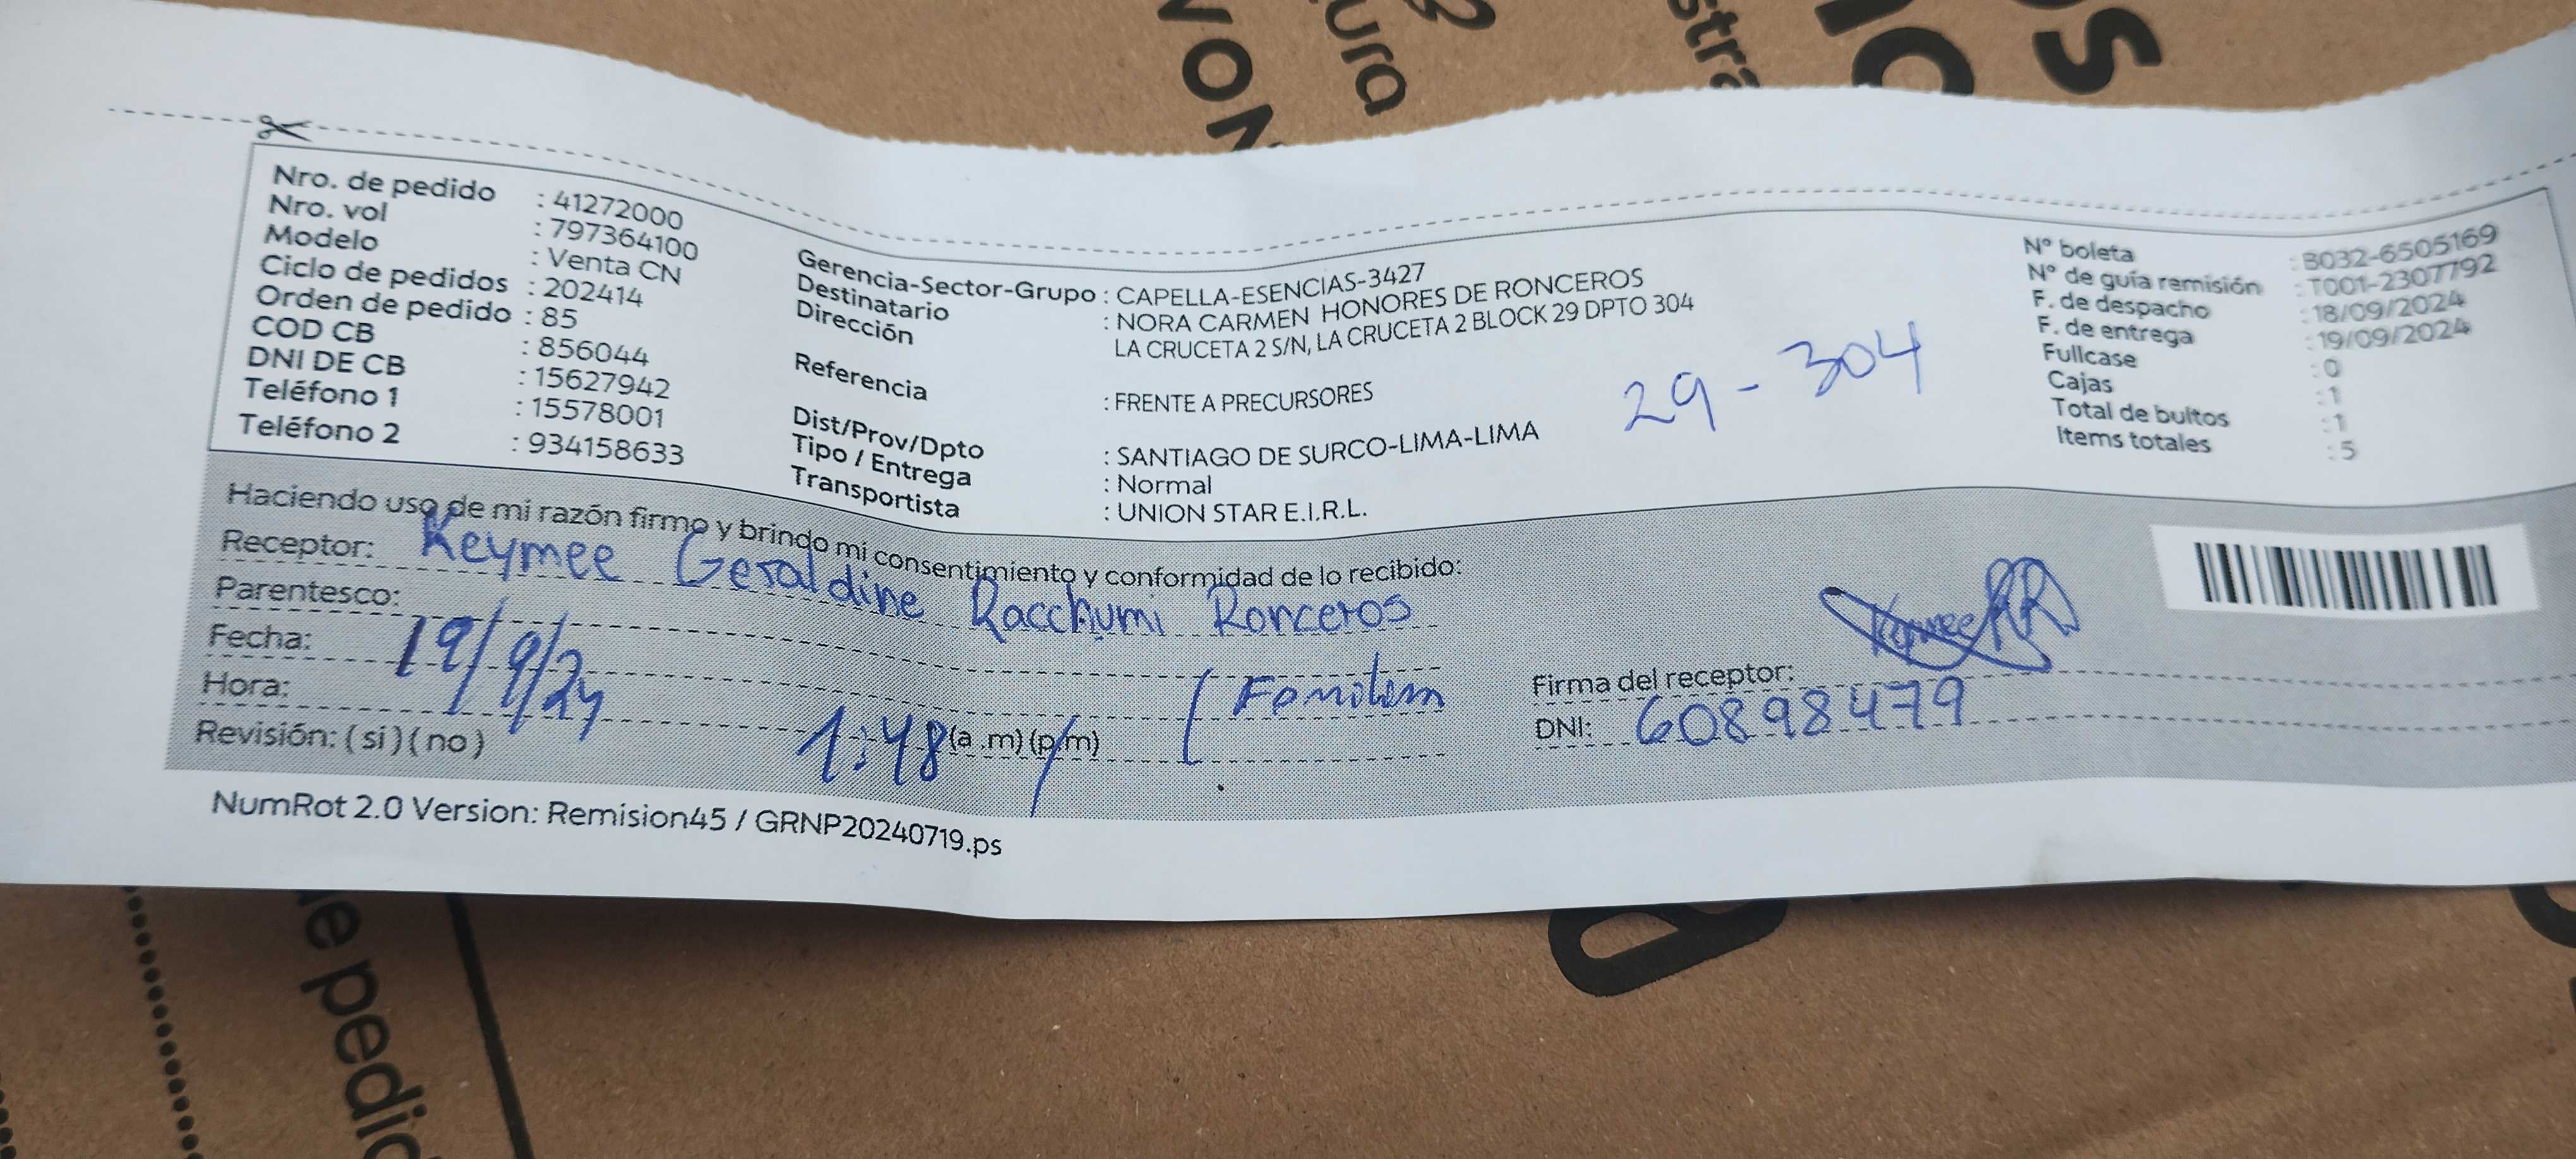 Nro. de pedido : 41272000
Nro. vol : 797364100
Modelo : Venta CN
Ciclo de pedidos : 202414
Orden de pedido : 85
COD CB : 856044
DNI DE CB : 15627942
Teléfono 1 : 15578001
Teléfono 2 : 934158633
Gerencia-Sector-Grupo : CAPELLA-ESENCIAS-3427
Destinatario : NORA CARMEN HONORES DE RONCEROS
Dirección LA CRUCETA 2 S/N, LA CRUCETA 2 BLOCK 29 DPTO 304
Referencia : FRENTE A PRECURSORES
Dist/Prov/Dpto : SANTIAGO DE SURCO-LIMA-LIMA
Tipo / Entrega : Normal
Transportista : UNION STAR E.I.R.L.
29 - 304
N° boleta : B032-6505169
N° de guía remisión : T001-2307792
F. de despacho : 18/09/2024
F. de entrega : 19/09/2024
Fullcase : 0
Cajas : 1
Total de bultos : 1
Items totales : 5
Haciendo uso de mi razón firmo y brindo mi consentimiento y conformidad de lo recibido:
Receptor: Keymee Geraldine Racchumi Ronceros
Parentesco:
Fecha: 19/9/24
Hora: 1:48 (a .m) (p/m)
Revisión: ( si ) ( no )
Firma del receptor:
DNI: 60898479
NumRot 2.0 Version: Remision45 / GRNP20240719.ps